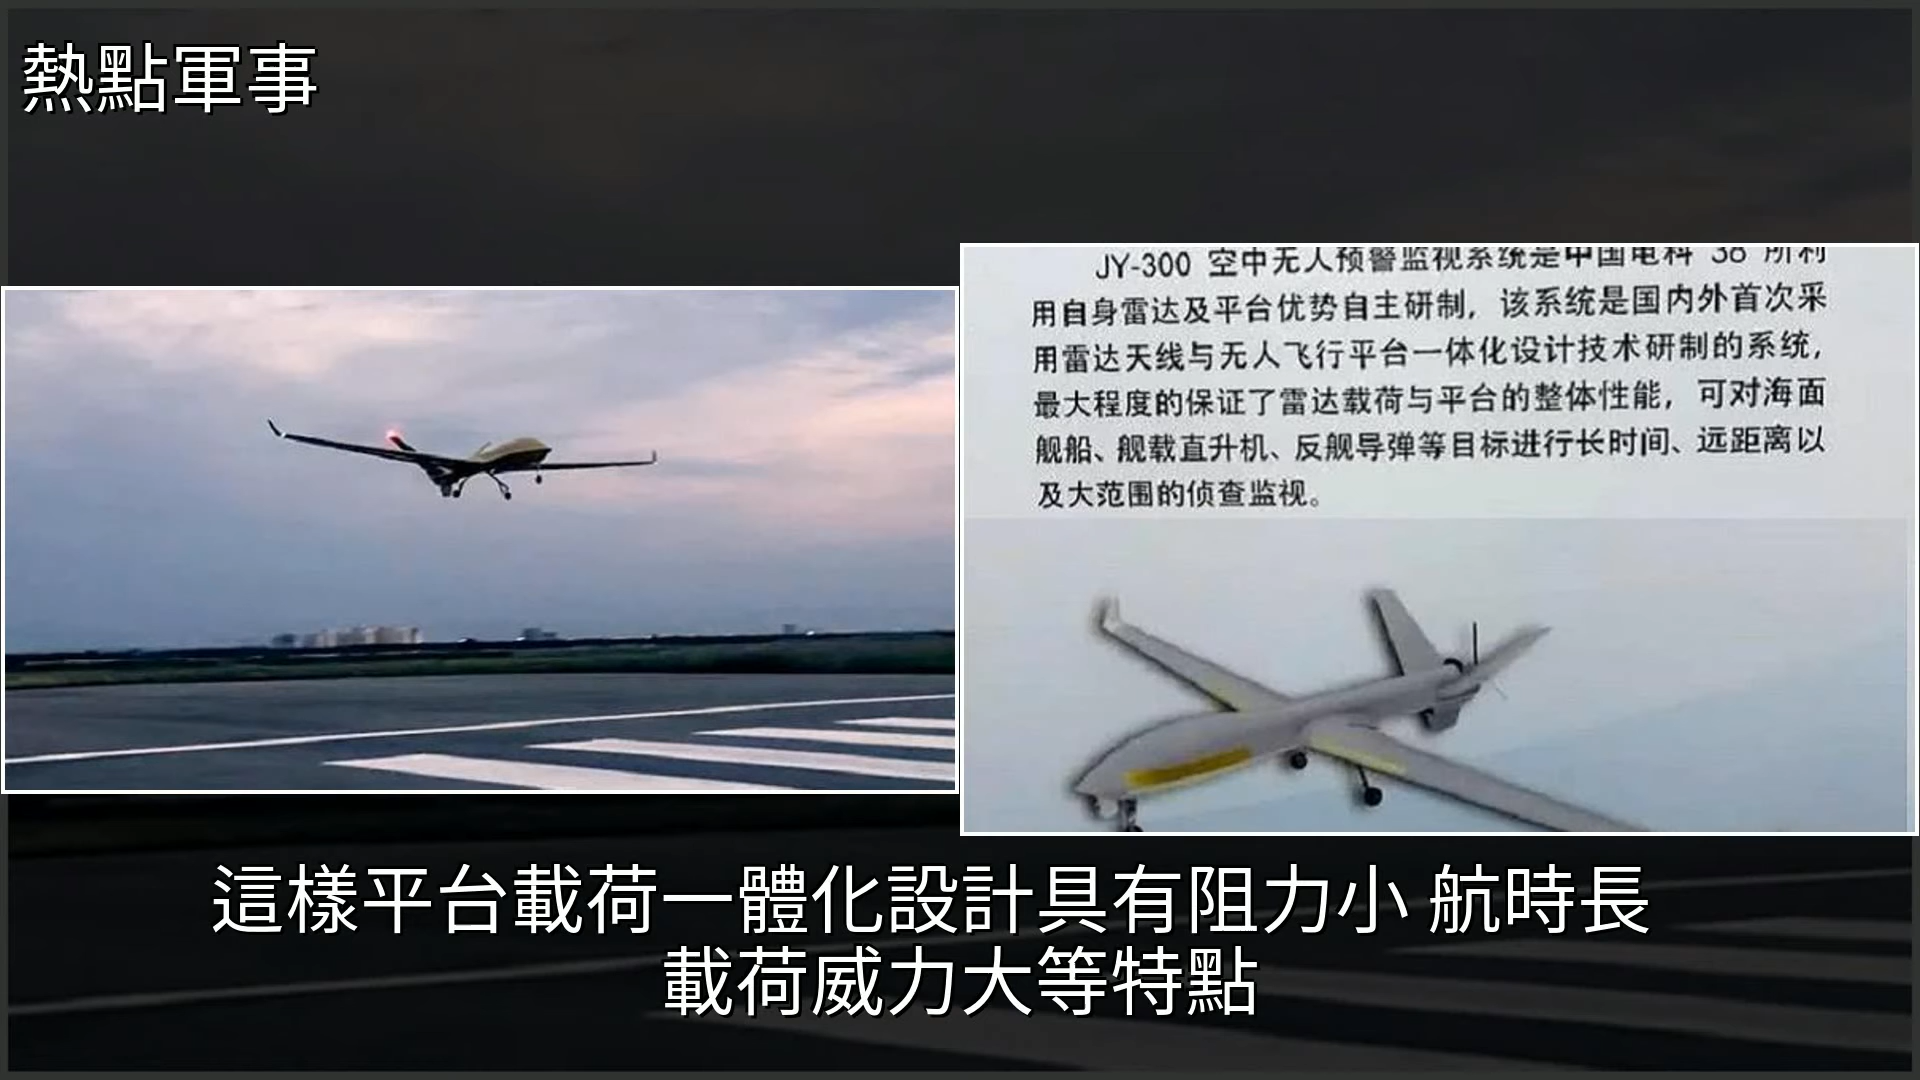 熱點軍事
JY-300 空中无人预警监视系统是中国电科 38 所利
用自身雷达及平台优势自主研制，该系统是国内外首次采
用雷达天线与无人飞行平台一体化设计技术研制的系统，
最大程度的保证了雷达载荷与平台的整体性能，可对海面
舰船、舰载直升机、反舰导弹等目标进行长时间、远距离以
及大范围的侦查监视。
這樣平台載荷一體化設計具有阻力小 航時長
載荷威力大等特點